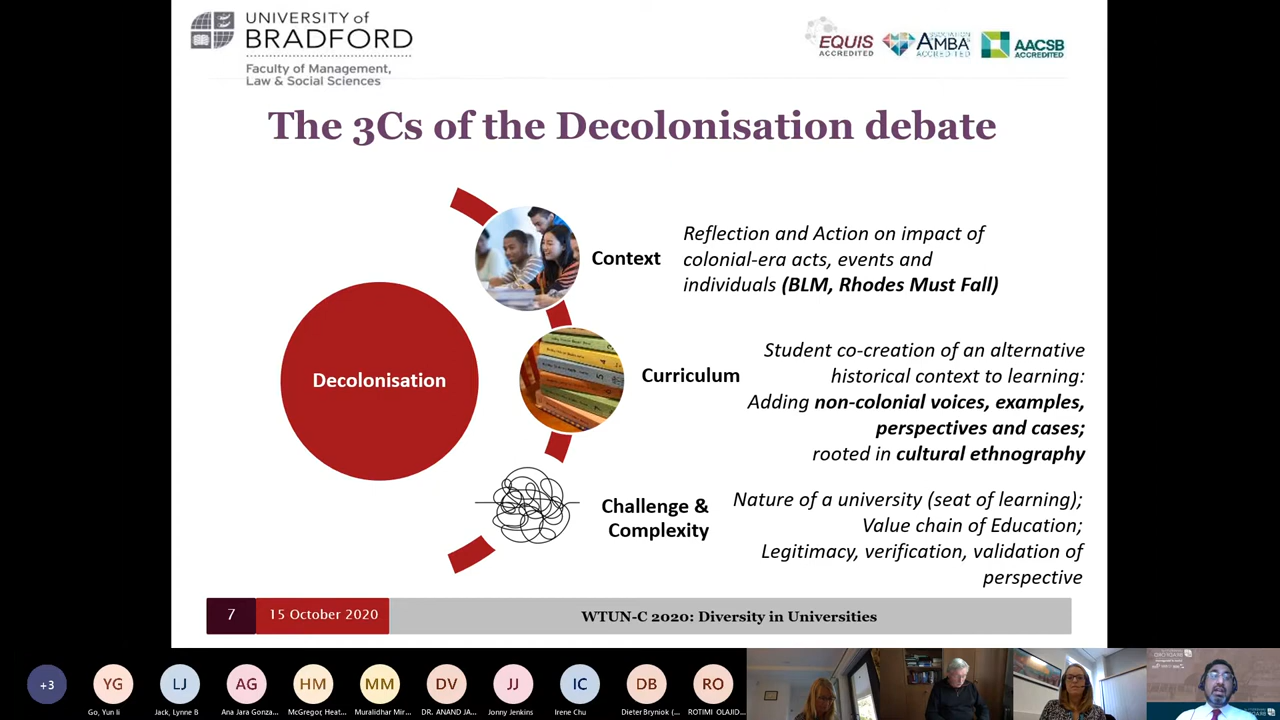 UNIVERSITY of
BRADFORD
Faculty of Management,
Law & Social Sciences
EQUIS
ACCREDITED
ASSOCIATION
AMBA
ACCREDITED
AACSB
ACCREDITED
The 3Cs of the Decolonisation debate
Decolonisation
Context
Reflection and Action on impact of
colonial-era acts, events and
individuals (BLM, Rhodes Must Fall)
Curriculum
Student co-creation of an alternative
historical context to learning:
Adding non-colonial voices, examples,
perspectives and cases;
rooted in cultural ethnography
Challenge &
Complexity
Nature of a university (seat of learning);
Value chain of Education;
Legitimacy, verification, validation of
perspective
7
15 October 2020
WTUN-C 2020: Diversity in Universities
+3
YG
LJ
AG
HM
MM
DV
JJ
IC
DB
RO
Go, Yun Ii
Jack, Lynne B
Ana Jara Gonza...
McGregor, Heat...
Muralidhar Mir...
DR. ANAND JA...
Jonny Jenkins
Irene Chu
Dieter Bryniok (...
ROTIMI OLAJID...